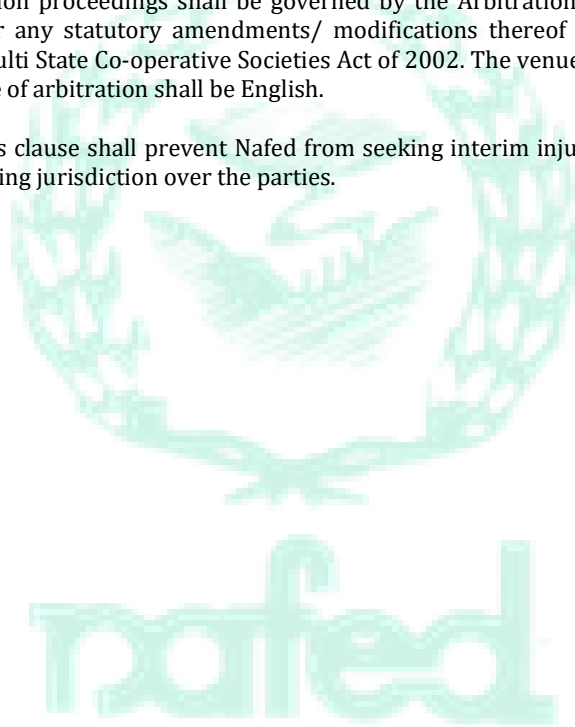 ion proceedings shall be governed by the Arbitration
r any statutory amendments/ modifications thereof
ulti State Co-operative Societies Act of 2002. The venue
e of arbitration shall be English.
s clause shall prevent Nafed from seeking interim inju
ing jurisdiction over the parties.
nafed